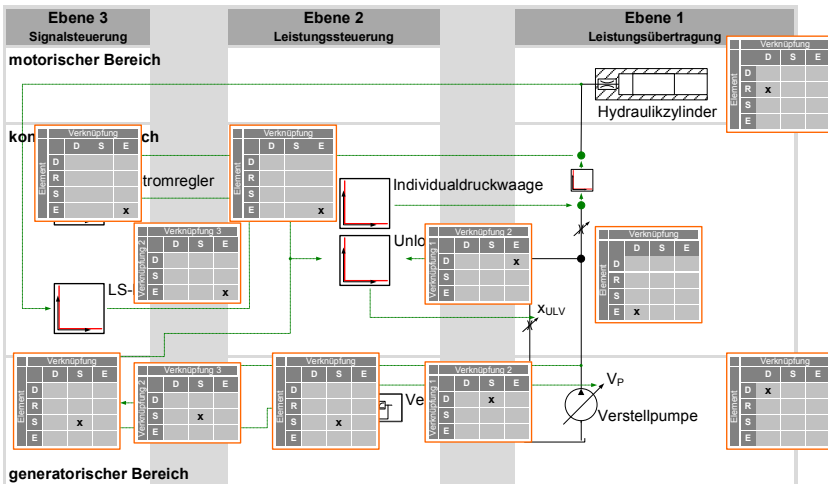 Ebene 3
Signalsteuerung
Ebene 2
Leistungssteuerung
Ebene 1
Leistungsübertragung
motorischer Bereich
Hydraulikzylinder
Verknüpfung
D S E
Element
D
R x
S
E
kon
ch
Verknüpfung
D S E
Element
D
R
S
E x
tromregler
Verknüpfung
D S E
Element
D
R
S
E x
Individualdruckwaage
Unlo
Verknüpfung 3
D S E
Verknüpfung 2
D
S
E x
Verknüpfung 2
D S E
Verknüpfung 1
D x
S
E
Verknüpfung
D S E
Element
D
R
S
E x
LS-
xULV
Verknüpfung
D S E
Element
D
R
S x
E
Verknüpfung 3
D S E
Verknüpfung 2
D
S x
E
Verknüpfung
D S E
Element
D
R
S x
E
Ve
Verknüpfung 2
D S E
Verknüpfung 1
D x
S
E
VP
Verstellpumpe
Verknüpfung
D S E
Element
D x
R
S
E
generatorischer Bereich